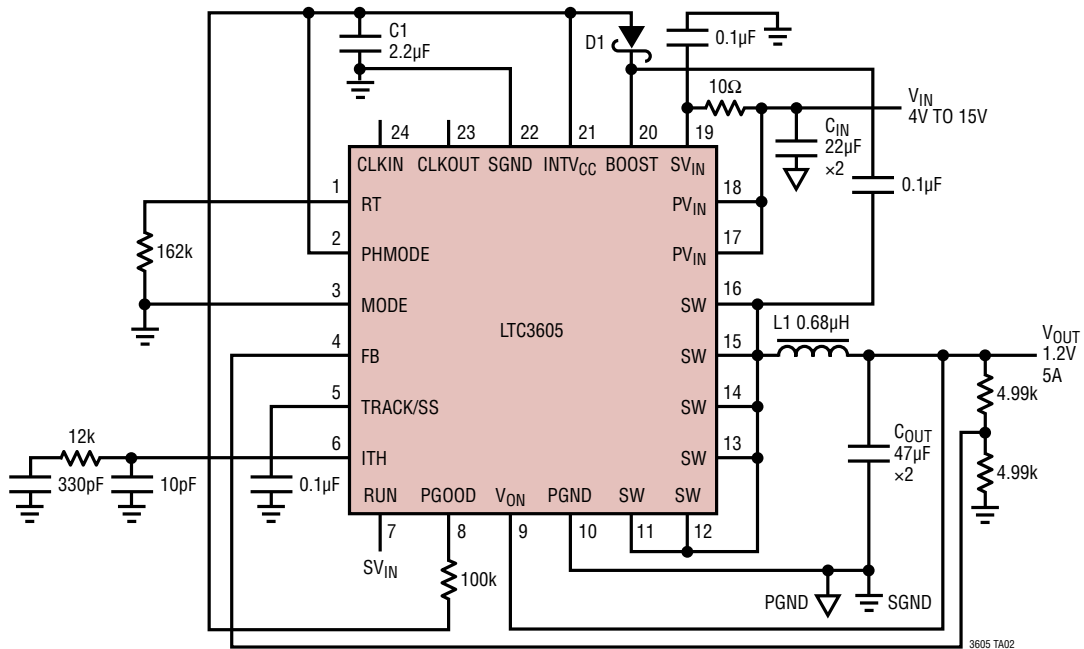 C1
2.2µF
D1
0.1µF
10Ω
VIN
4V TO 15V
CIN
22µF
×2
0.1µF
24
23
22
21
20
19
CLKIN
CLKOUT
SGND
INTVCC
BOOST
SVIN
1
RT
18
PVIN
162k
2
PHMODE
17
PVIN
3
MODE
16
SW
LTC3605
L1 0.68µH
4
FB
15
SW
VOUT
1.2V
5A
5
TRACK/SS
14
SW
4.99k
12k
6
ITH
13
SW
COUT
47µF
×2
4.99k
330pF
10pF
0.1µF
RUN
PGOOD
VON
PGND
SW
SW
7
8
9
10
11
12
SVIN
100k
PGND
SGND
3605 TA02